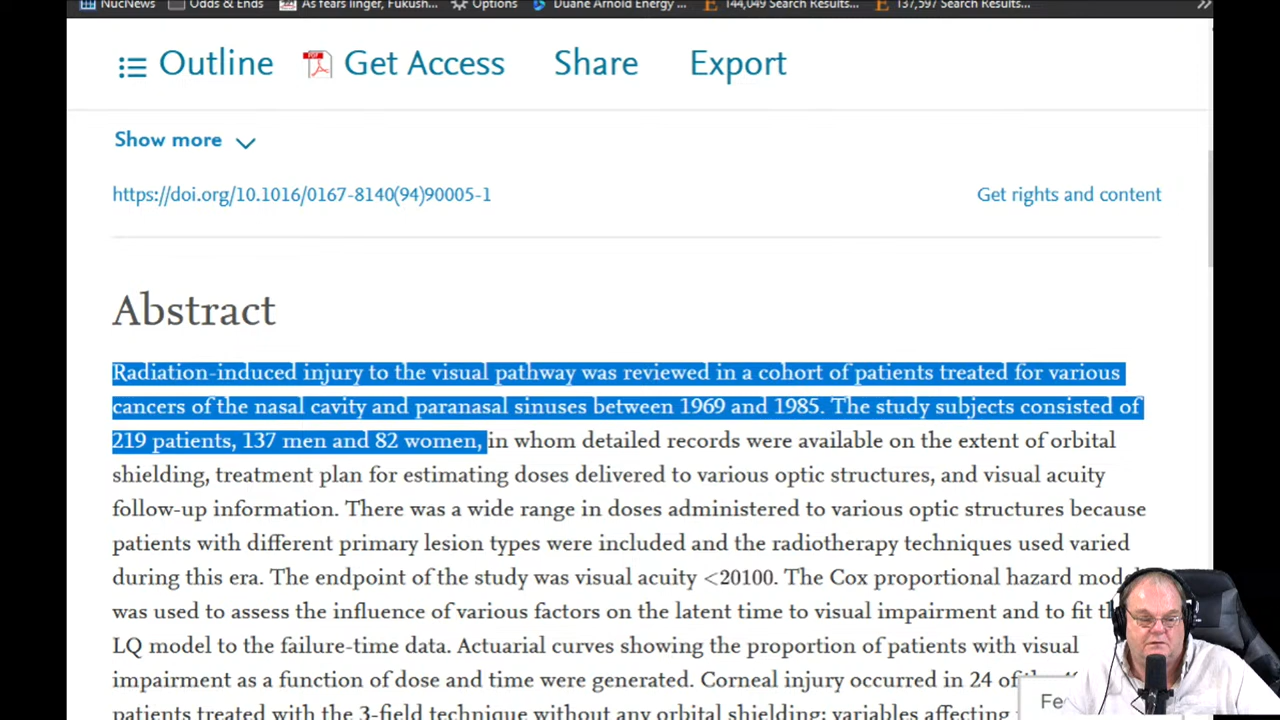 NucNews Odds & Ends As fears linger, Fukush... Options Duane Arnold Energy ... 144,049 Search Results... 137,597 Search Results...
Outline Get Access Share Export
Show more
https://doi.org/10.1016/0167-8140(94)90005-1 Get rights and content
Abstract
Radiation-induced injury to the visual pathway was reviewed in a cohort of patients treated for various
cancers of the nasal cavity and paranasal sinuses between 1969 and 1985. The study subjects consisted of
219 patients, 137 men and 82 women, in whom detailed records were available on the extent of orbital
shielding, treatment plan for estimating doses delivered to various optic structures, and visual acuity
follow-up information. There was a wide range in doses administered to various optic structures because
patients with different primary lesion types were included and the radiotherapy techniques used varied
during this era. The endpoint of the study was visual acuity <20100. The Cox proportional hazard mod
was used to assess the influence of various factors on the latent time to visual impairment and to fit th
LQ model to the failure-time data. Actuarial curves showing the proportion of patients with visual
impairment as a function of dose and time were generated. Corneal injury occurred in 24 of the
patients treated with the 3-field technique without any orbital shielding; variables affecting
Fe